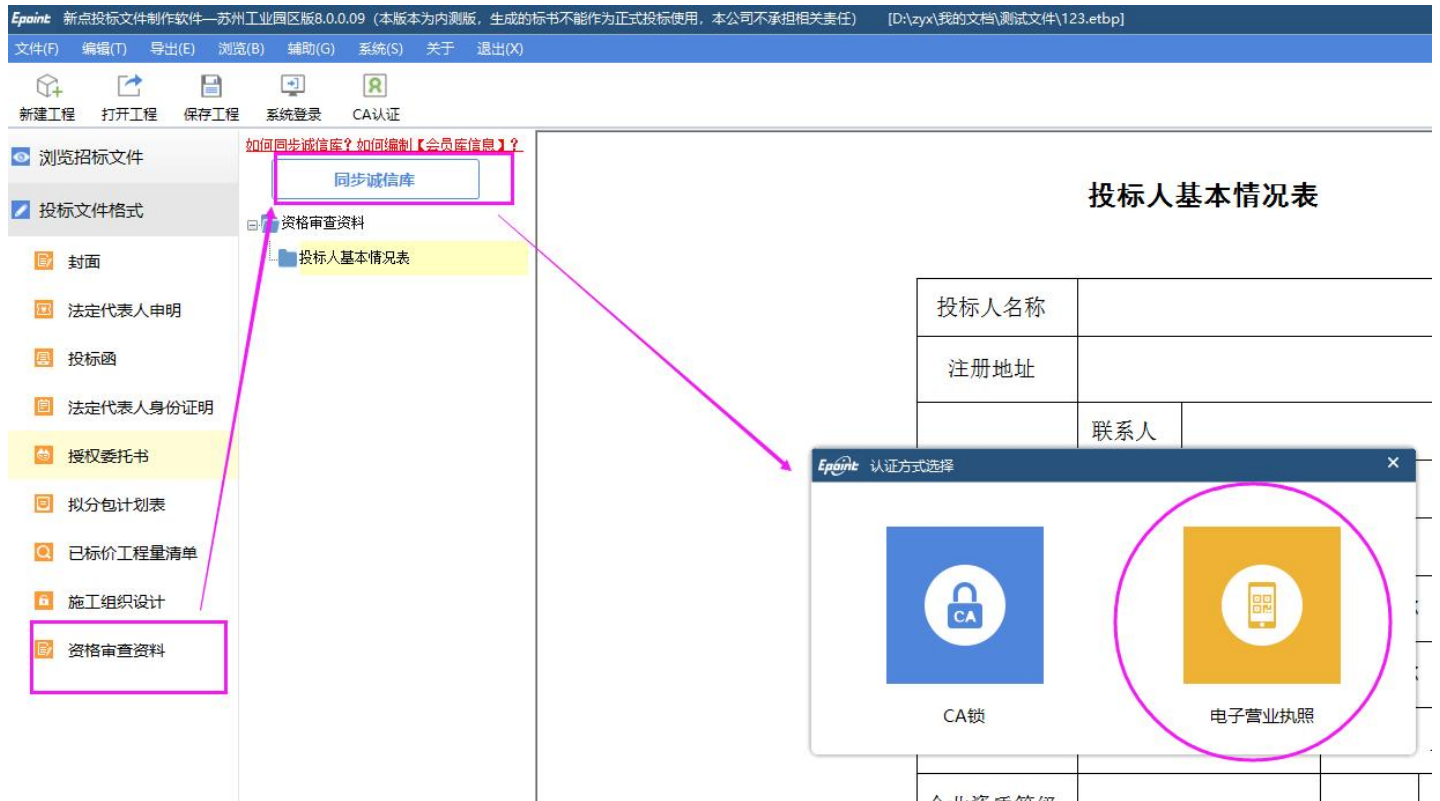 Epoint 新点投标文件制作软件—苏州工业园区版8.0.0.09（本版本为内测版，生成的标书不能作为正式投标使用，本公司不承担相关责任） [D:\zyx\我的文档\测试文件\123.etbp]
文件(F) 编辑(T) 导出(E) 浏览(B) 辅助(G) 系统(S) 关于 退出(X)
新建工程 打开工程 保存工程 系统登录 CA认证
浏览招标文件
投标文件格式
封面
法定代表人申明
投标函
法定代表人身份证明
授权委托书
拟分包计划表
已标价工程量清单
施工组织设计
资格审查资料
如何同步诚信库？如何编制【会员库信息】？
同步诚信库
资格审查资料
投标人基本情况表
投标人基本情况表
投标人名称
注册地址
联系人
Epoint 认证方式选择
CA
CA锁
电子营业执照